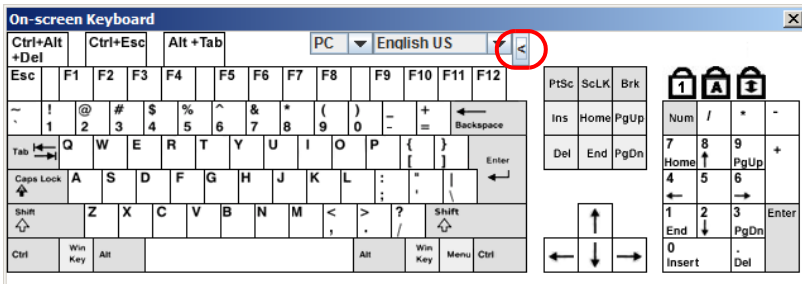 On-screen Keyboard X
Ctrl+Alt +Del Ctrl+Esc Alt +Tab PC English US <
Esc F1 F2 F3 F4 F5 F6 F7 F8 F9 F10 F11 F12 PtSc ScLK Brk 1 A
~ ! @ # $ % ^ & * ( ) _ + Backspace
` 1 2 3 4 5 6 7 8 9 0 - = Ins Home PgUp Num / * -
Tab Q W E R T Y U I O P { } Enter
[ ] Del End PgDn 7 Home 8 9 PgUp +
Caps Lock A S D F G H J K L : " | 4 5 6
; ' \
Shift Z X C V B N M < > ? Shift 1 End 2 3 PgDn Enter
, . /
Ctrl Win Key Alt Alt Win Key Menu Ctrl 0 Insert . Del